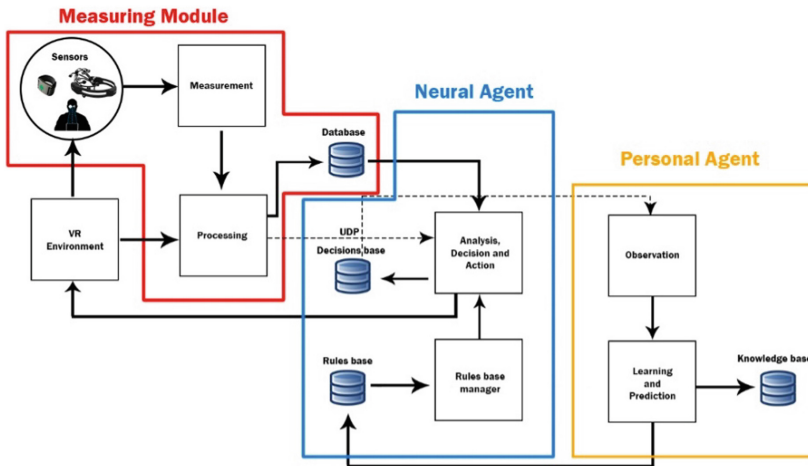 Measuring Module
Sensors
Measurement
Neural Agent
Database
Personal Agent
VR
Environment
Processing
UDP
Decisions base
Analysis,
Decision and
Action
Observation
Rules base
Rules base
manager
Learning
and
Prediction
Knowledge base